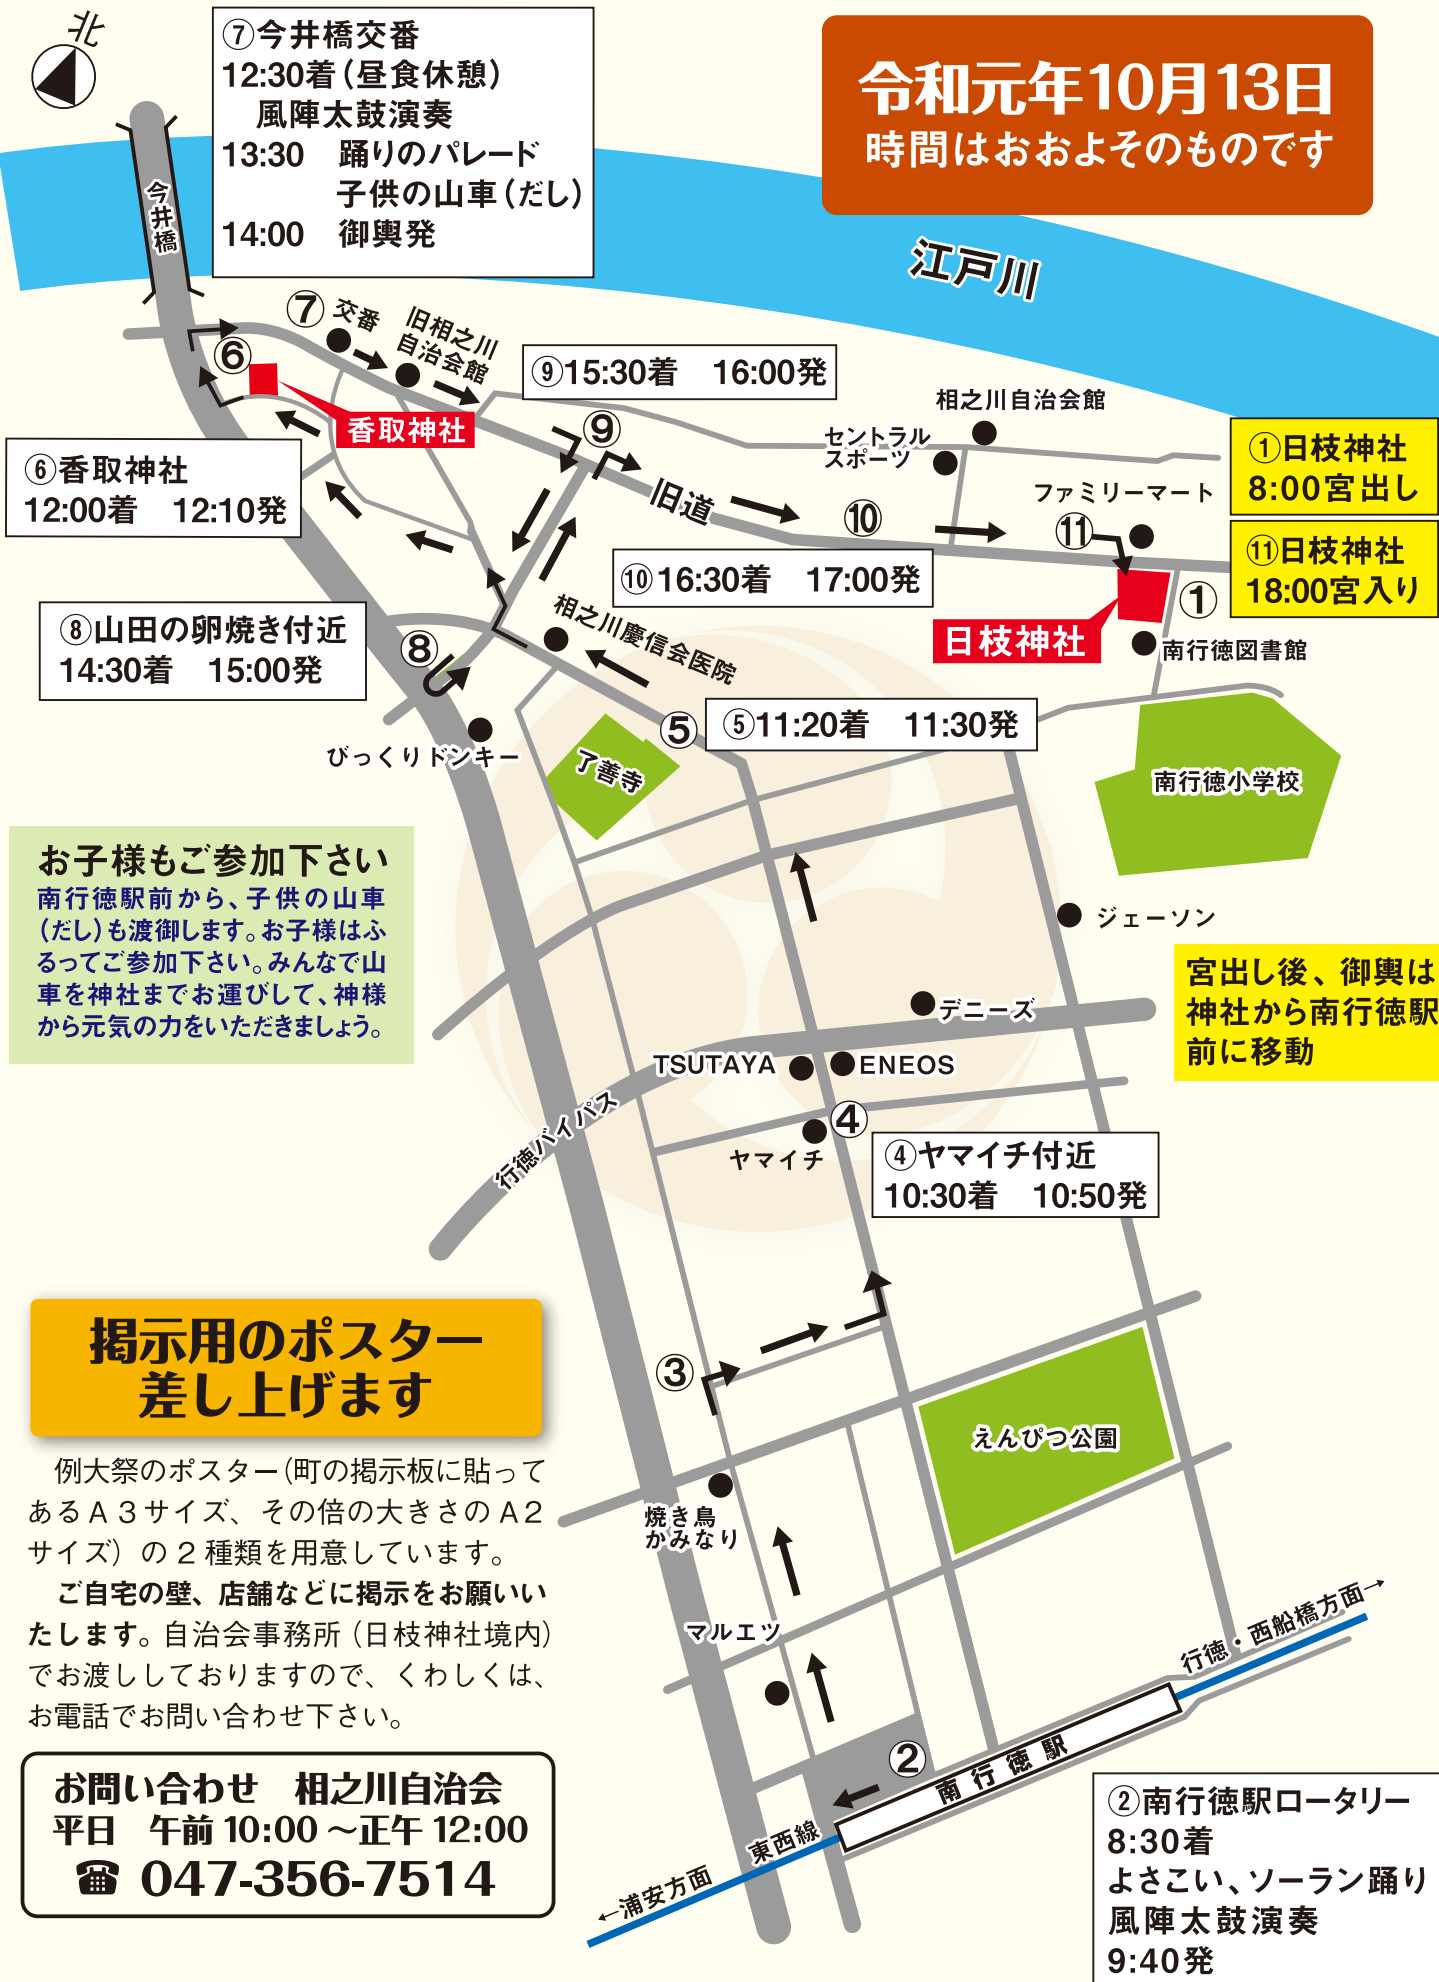 北
⑦今井橋交番
12:30着(昼食休憩)
風陣太鼓演奏
13:30 踊りのパレード
子供の山車(だし)
14:00 御輿発
令和元年10月13日
時間はおおよそのものです
今井橋
江戸川
⑦
交番
旧相之川
自治会館
⑥
香取神社
⑨15:30着 16:00発
⑨
相之川自治会館
セントラル
スポーツ
ファミリーマート
①日枝神社
8:00宮出し
⑪日枝神社
18:00宮入り
⑥香取神社
12:00着 12:10発
旧道
⑩
⑪
⑩16:30着 17:00発
①
日枝神社
南行徳図書館
⑧山田の卵焼き付近
14:30着 15:00発
⑧
相之川慶信会医院
⑤
⑤11:20着 11:30発
びっくりドンキー
了善寺
南行徳小学校
お子様もご参加下さい
南行徳駅前から、子供の山車
(だし)も渡御します。お子様はふ
るってご参加下さい。みんなで山
車を神社までお運びして、神様
から元気の力をいただきましょう。
ジェーソン
宮出し後、御輿は
神社から南行徳駅
前に移動
デニーズ
TSUTAYA
ENEOS
行徳バイパス
④
ヤマイチ
④ヤマイチ付近
10:30着 10:50発
掲示用のポスター
差し上げます
③
えんぴつ公園
例大祭のポスター(町の掲示板に貼って
あるA3サイズ、その倍の大きさのA2
サイズ)の2種類を用意しています。
ご自宅の壁、店舗などに掲示をお願いい
たします。自治会事務所(日枝神社境内)
でお渡ししておりますので、くわしくは、
お電話でお問い合わせ下さい。
焼き鳥
かみなり
マルエツ
行徳・西船橋方面→
②
南行徳駅
東西線
←浦安方面
お問い合わせ 相之川自治会
平日 午前10:00～正午12:00
☎ 047-356-7514
②南行徳駅ロータリー
8:30着
よさこい、ソーラン踊り
風陣太鼓演奏
9:40発